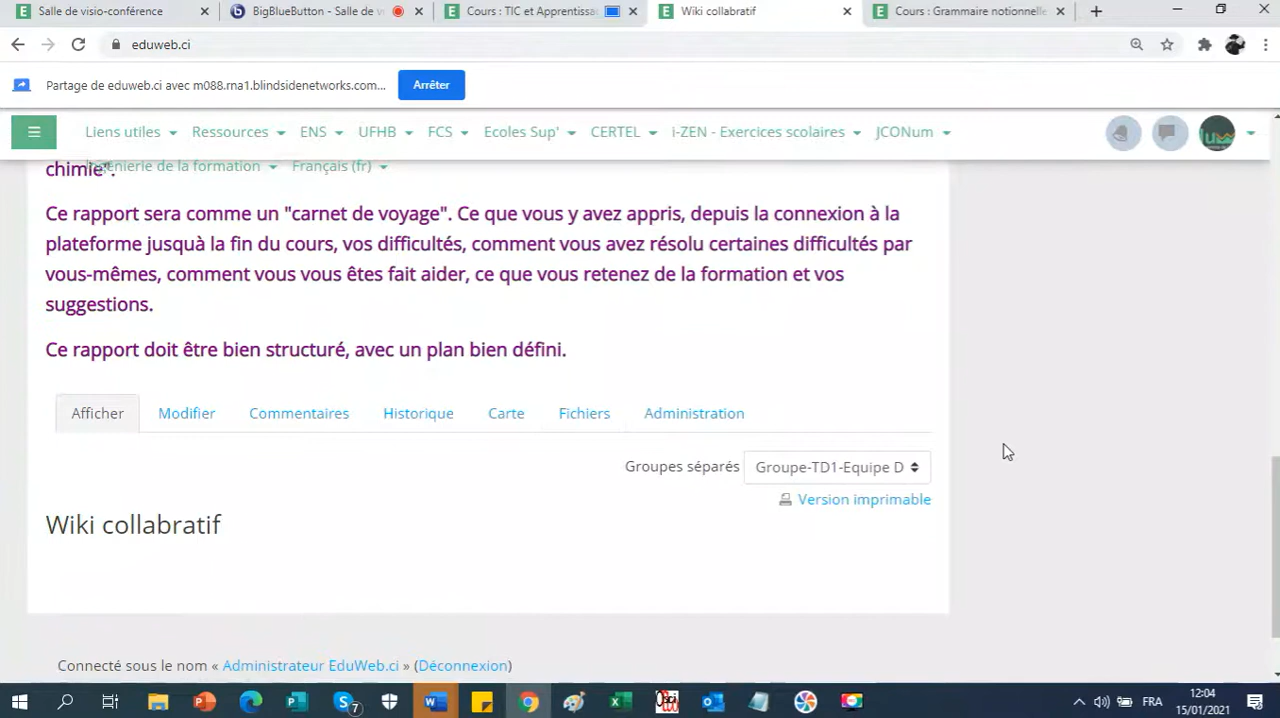 Salle de visio-conférence
BigBlueButton - Salle de v
Cours : TIC et Apprentissa
Wiki collabratif
Cours : Grammaire notionnelle
eduweb.ci
Partage de eduweb.ci avec m088.rna1.blindsidenetworks.com...
Arrêter
Liens utiles
Ressources
ENS
UFHB
FCS
Ecoles Sup'
CERTEL
i-ZEN - Exercices scolaires
JCONum
Ingénierie de la formation
Français (fr)
chimie".
Ce rapport sera comme un "carnet de voyage". Ce que vous y avez appris, depuis la connexion à la
plateforme jusquà la fin du cours, vos difficultés, comment vous avez résolu certaines difficultés par
vous-mêmes, comment vous vous êtes fait aider, ce que vous retenez de la formation et vos
suggestions.
Ce rapport doit être bien structuré, avec un plan bien défini.
Afficher
Modifier
Commentaires
Historique
Carte
Fichiers
Administration
Groupes séparés
Groupe-TD1-Equipe D
Version imprimable
Wiki collabratif
Connecté sous le nom « Administrateur EduWeb.ci » (Déconnexion)
7
FRA
12:04
15/01/2021